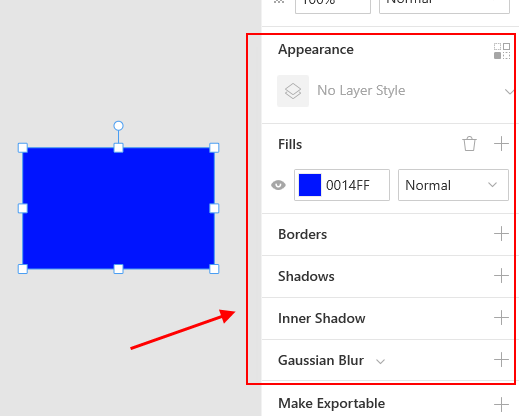 100% Normal
Appearance
No Layer Style
Fills
0014FF Normal
Borders
Shadows
Inner Shadow
Gaussian Blur
Make Exportable